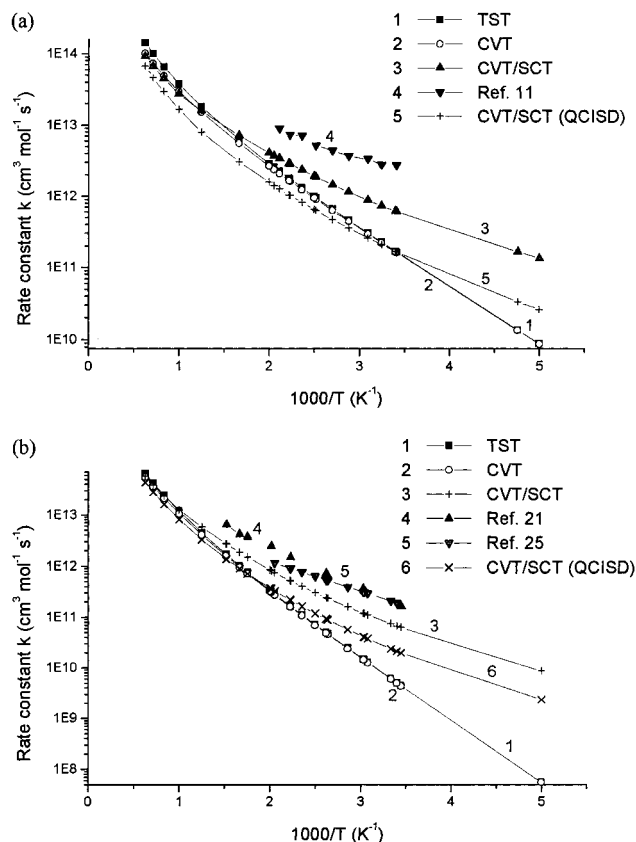 (a)
1 TST
2 CVT
3 CVT/SCT
4 Ref. 11
5 CVT/SCT (QCISD)
Rate constant k (cm³ mol⁻¹ s⁻¹)
1E14
1E13
1E12
1E11
1E10
4
3
5
2
1
0 1 2 3 4 5
1000/T (K⁻¹)
(b)
1 TST
2 CVT
3 CVT/SCT
4 Ref. 21
5 Ref. 25
6 CVT/SCT (QCISD)
Rate constant k (cm³ mol⁻¹ s⁻¹)
1E13
1E12
1E11
1E10
1E9
1E8
4
5
3
6
2
1
0 1 2 3 4 5
1000/T (K⁻¹)